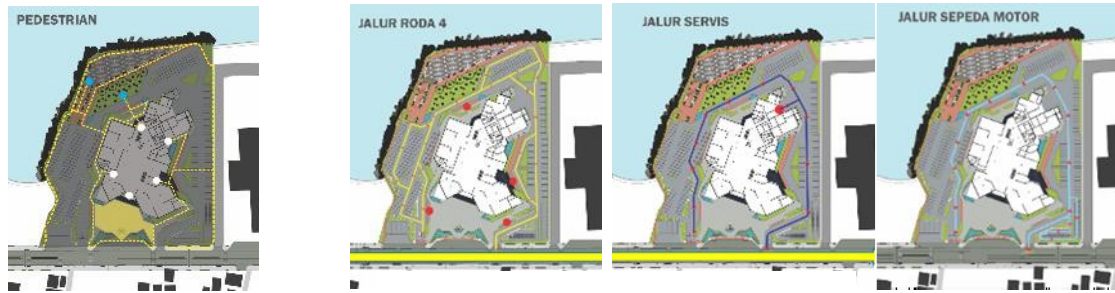 PEDESTRIAN
JALUR RODA 4
JALUR SERVIS
JALUR SEPEDA MOTOR